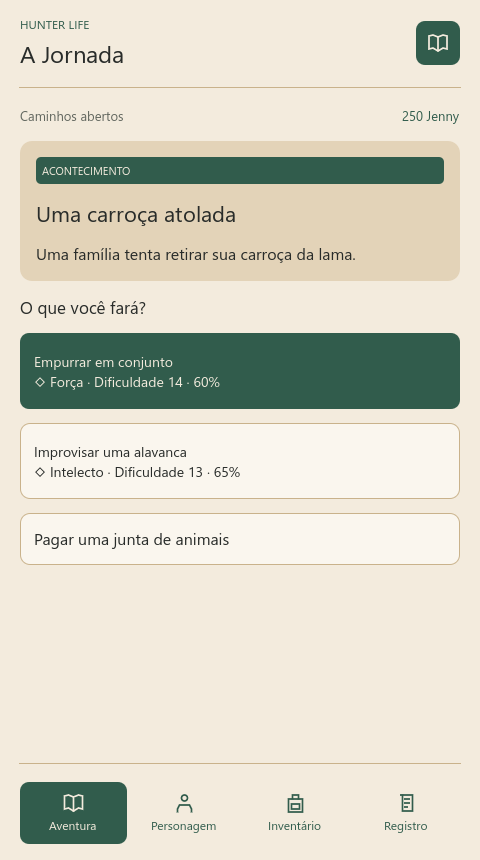 HUNTER LIFE
A Jornada
Caminhos abertos
250 Jenny
ACONTECIMENTO
Uma carroça atolada
Uma família tenta retirar sua carroça da lama.
O que você fará?
Empurrar em conjunto
◇ Força · Dificuldade 14 · 60%
Improvisar uma alavanca
◇ Intelecto · Dificuldade 13 · 65%
Pagar uma junta de animais
Aventura
Personagem
Inventário
Registro